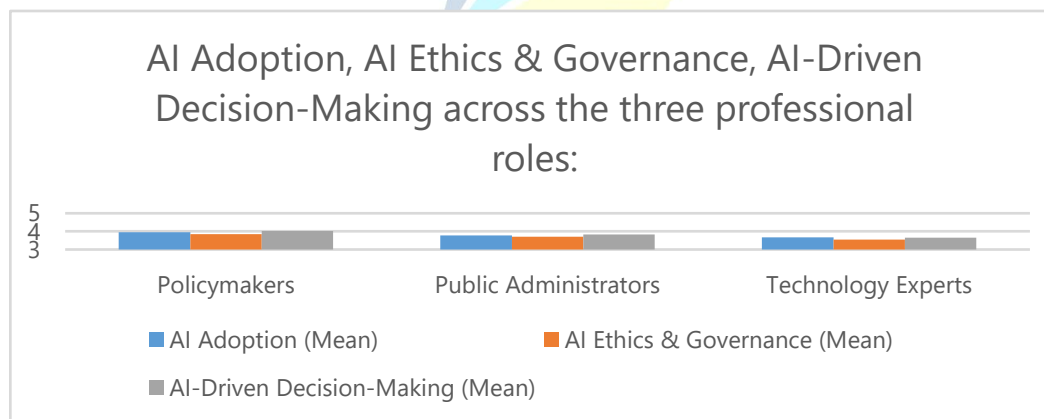 AI Adoption, AI Ethics & Governance, AI-Driven
Decision-Making across the three professional
roles:
5
4
3
Policymakers
Public Administrators
Technology Experts
AI Adoption (Mean)
AI Ethics & Governance (Mean)
AI-Driven Decision-Making (Mean)